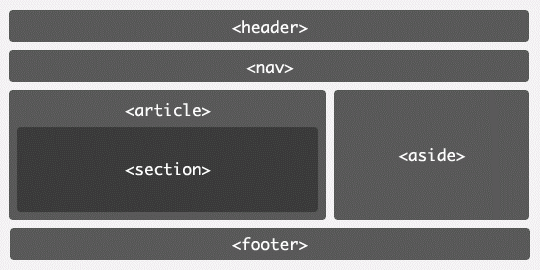 <header>
<nav>
<article>
<section>
<aside>
<footer>